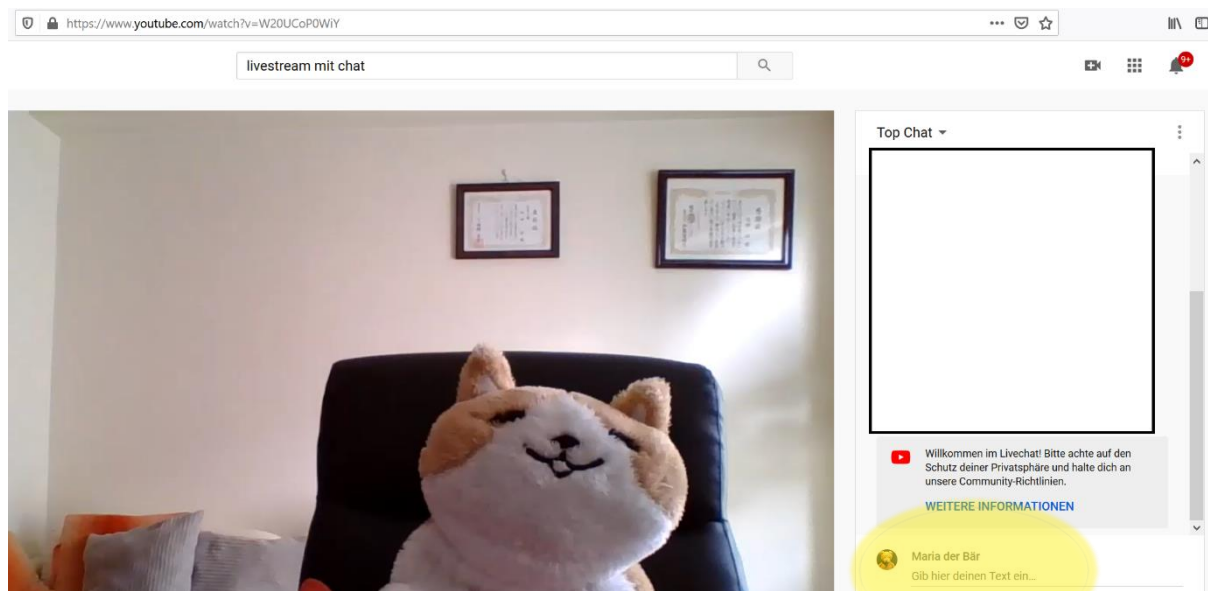 https://www.youtube.com/watch?v=W20UCoP0WiY
livestream mit chat
9+
Top Chat
Willkommen im Livechat! Bitte achte auf den
Schutz deiner Privatsphäre und halte dich an
unsere Community-Richtlinien.
WEITERE INFORMATIONEN
Maria der Bär
Gib hier deinen Text ein...